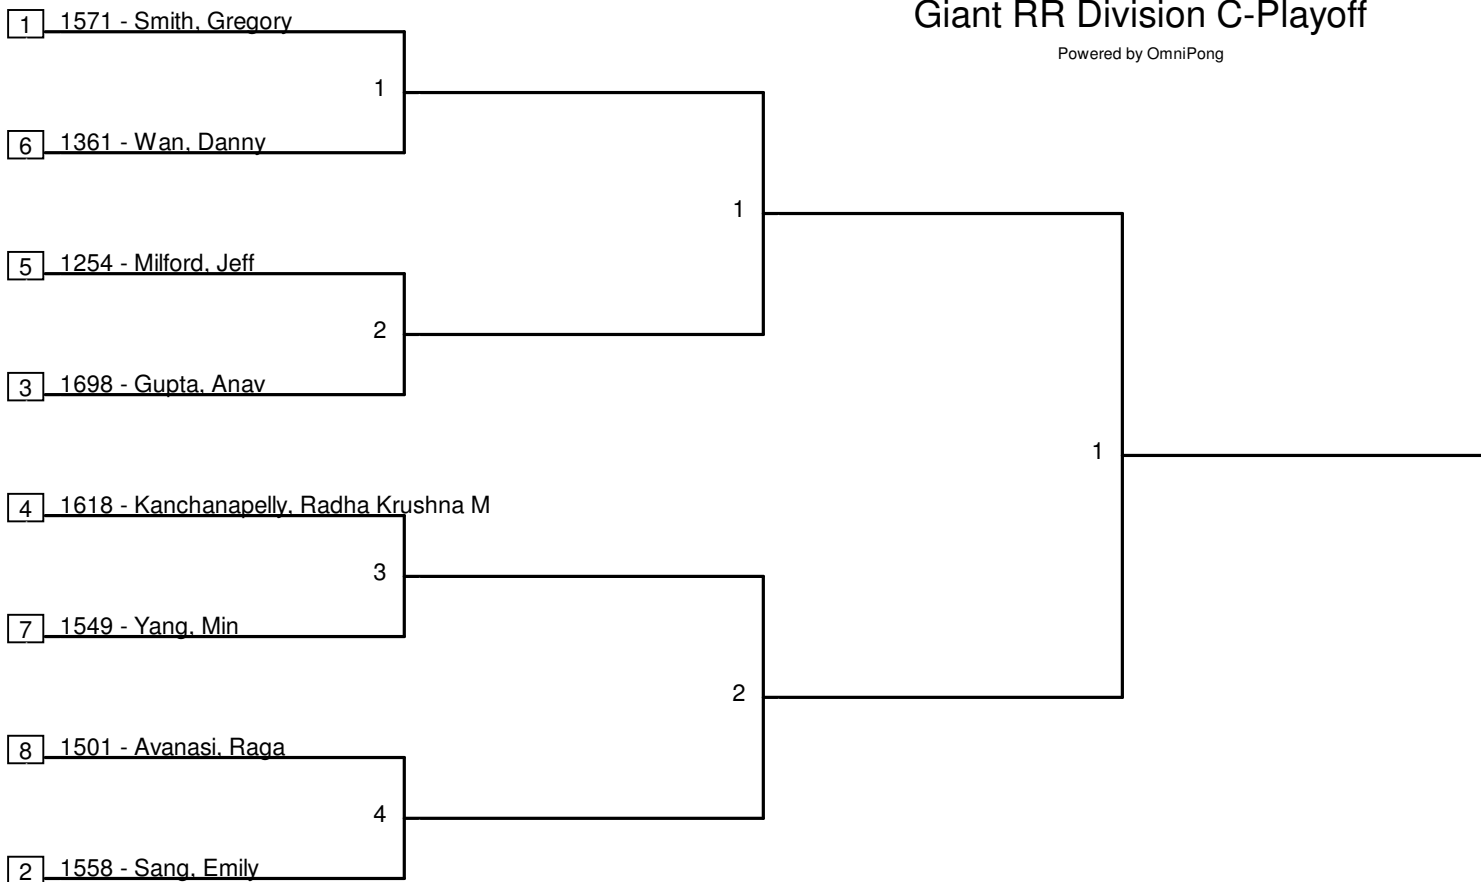 Giant RR Division C-Playoff
Powered by OmniPong
1 1571 - Smith, Gregory
1
6 1361 - Wan, Danny
1
5 1254 - Milford, Jeff
2
3 1698 - Gupta, Anav
1
4 1618 - Kanchanapelly, Radha Krushna M
3
7 1549 - Yang, Min
2
8 1501 - Avanasi, Raga
4
2 1558 - Sang, Emily